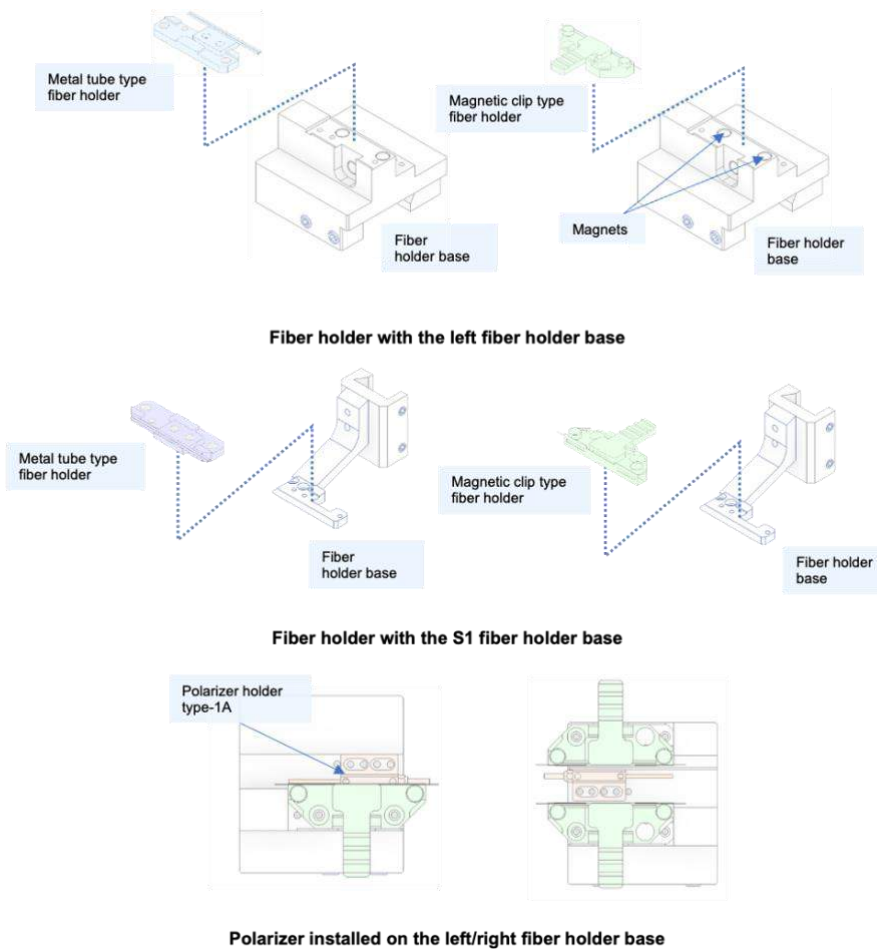 Metal tube type
fiber holder
Magnetic clip type
fiber holder
Magnets
Fiber
holder base
Fiber holder
base
Fiber holder with the left fiber holder base
Metal tube type
fiber holder
Magnetic clip type
fiber holder
Fiber
holder base
Fiber holder
base
Fiber holder with the S1 fiber holder base
Polarizer holder
type-1A
Polarizer installed on the left/right fiber holder base